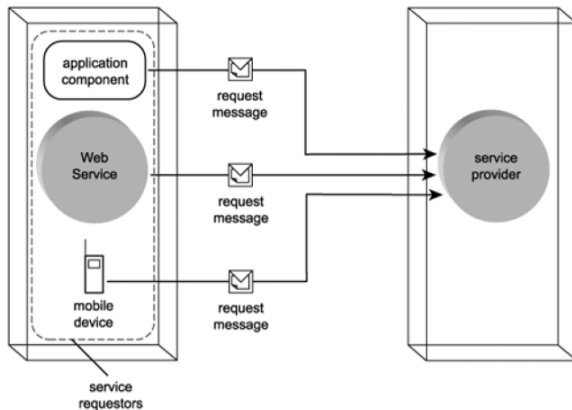 application
component
request
message
Web
Service
service
provider
request
message
mobile
device
request
message
service
requestors